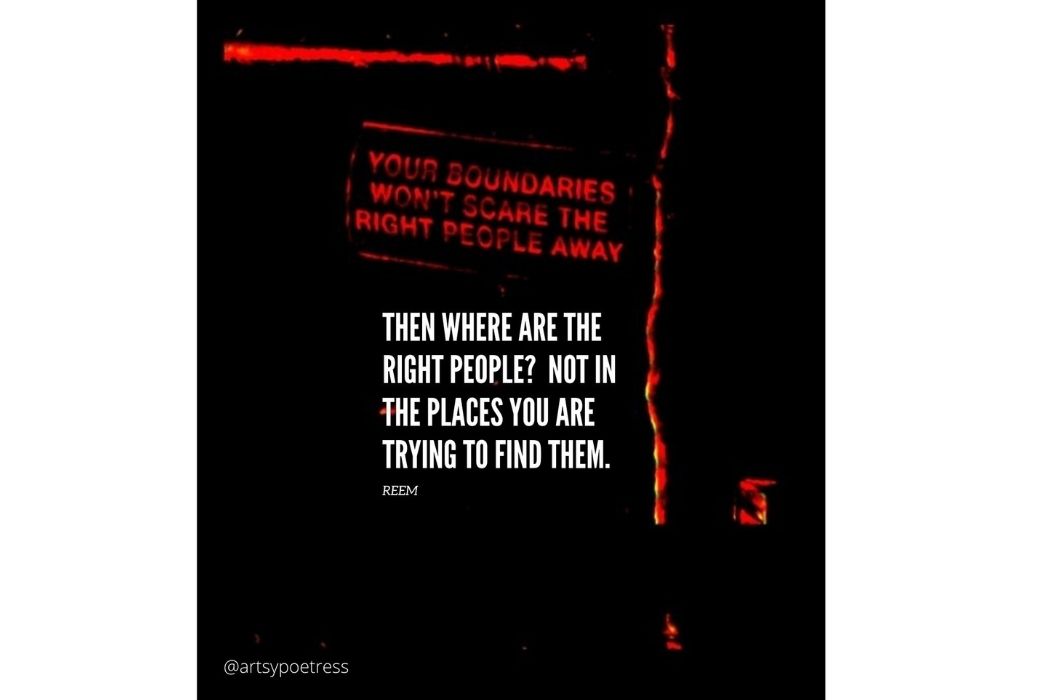 YOUR BOUNDARIES
WON'T SCARE THE
RIGHT PEOPLE AWAY
THEN WHERE ARE THE
RIGHT PEOPLE?  NOT IN
THE PLACES YOU ARE
TRYING TO FIND THEM.
REEM
@artsypoetress